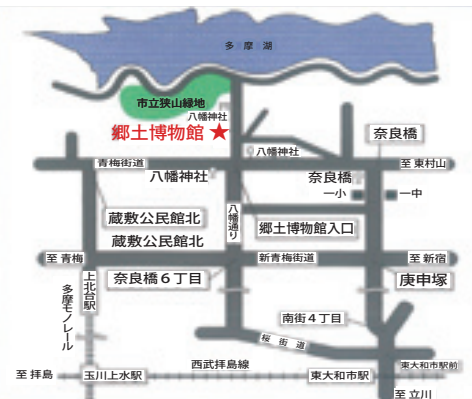 多摩湖
市立狭山緑地
八幡神社
郷土博物館 ★
奈良橋
八幡神社
青梅街道
至 東村山
八幡神社
奈良橋
一小
一中
蔵敷公民館北
八幡通り
郷土博物館入口
蔵敷公民館北
至 青梅
新青梅街道
至 新宿
上北台駅
奈良橋6丁目
庚申塚
多摩モノレール
南街4丁目
桜街道
西武拝島線
東大和市駅前
至 拝島
玉川上水駅
東大和市駅
至 立川